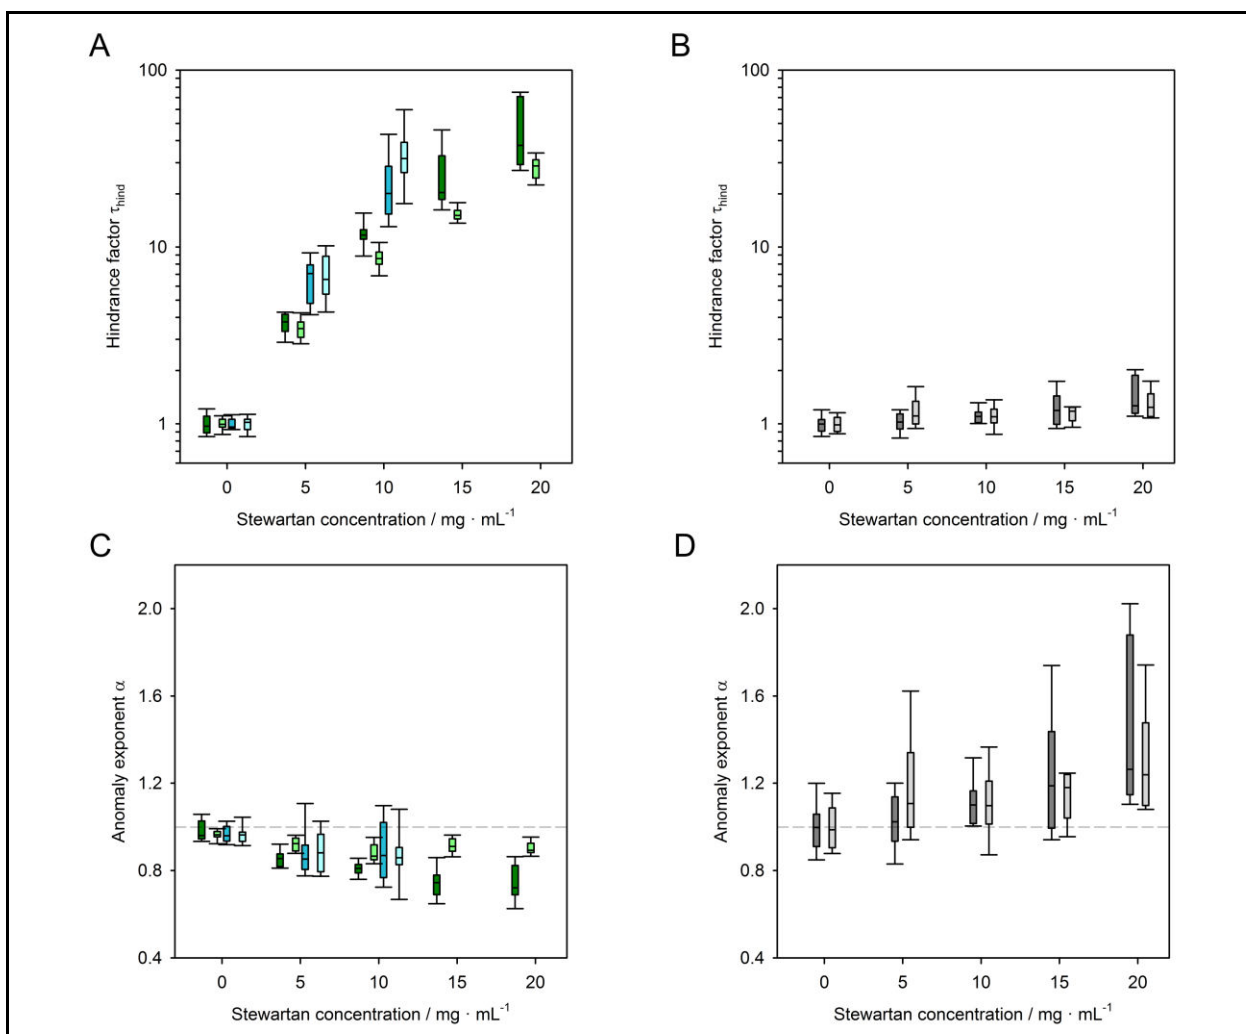 A
B
100
10
1
Hindrance factor τhind
0 5 10 15 20
Stewartan concentration / mg · mL-1
100
10
1
Hindrance factor τhind
0 5 10 15 20
Stewartan concentration / mg · mL-1
C
D
2.0
1.6
1.2
0.8
0.4
Anomaly exponent α
0 5 10 15 20
Stewartan concentration / mg · mL-1
2.0
1.6
1.2
0.8
0.4
Anomaly exponent α
0 5 10 15 20
Stewartan concentration / mg · mL-1